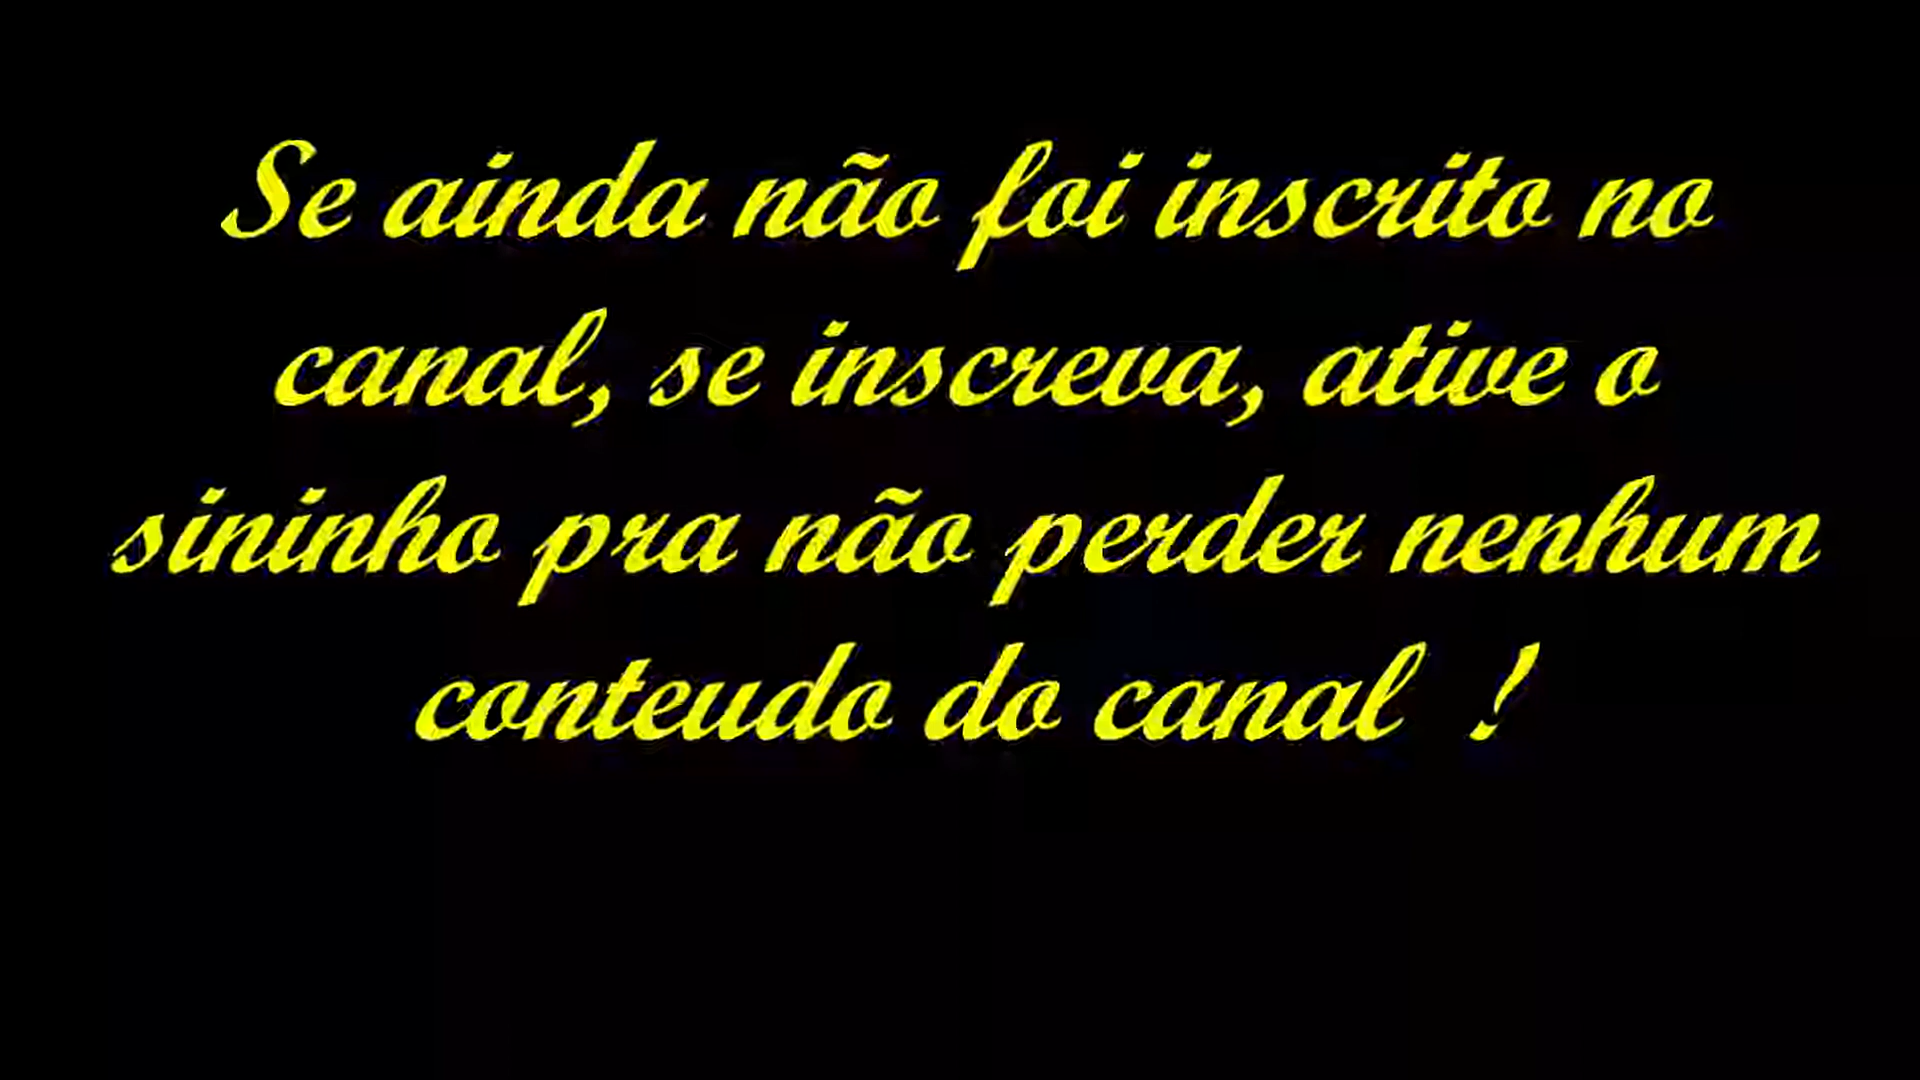 Se ainda não foi inscrito no
canal, se inscreva, ative o
sininho pra não perder nenhum
conteudo do canal !